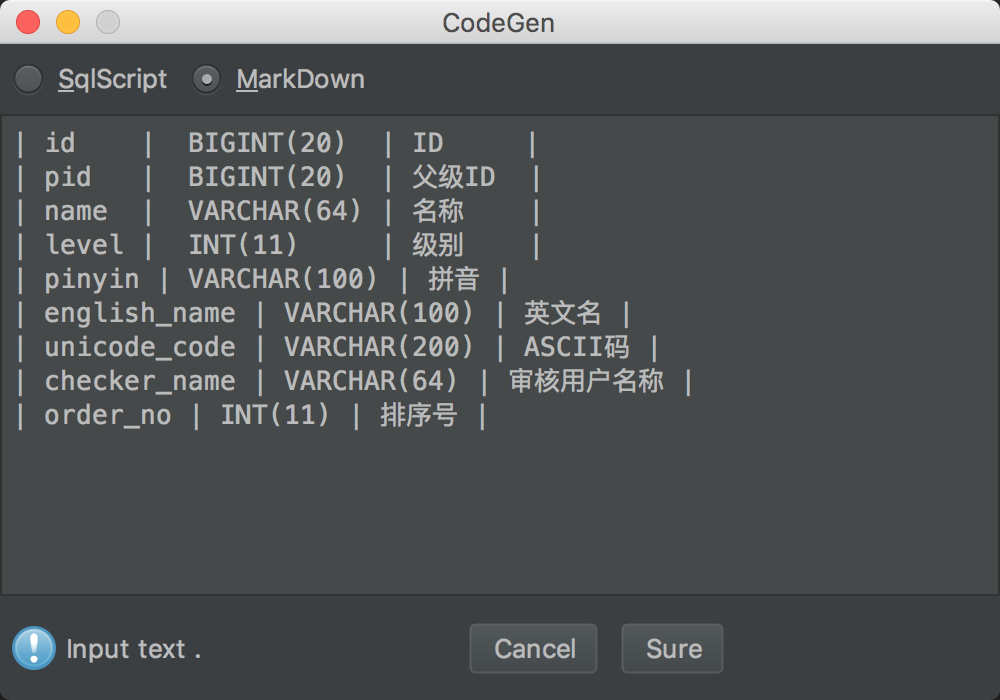 CodeGen
SqlScript MarkDown
| id    |  BIGINT(20)  | ID     |
| pid   |  BIGINT(20)  | 父级ID  |
| name  |  VARCHAR(64) | 名称    |
| level |  INT(11)     | 级别    |
| pinyin | VARCHAR(100) | 拼音 |
| english_name | VARCHAR(100) | 英文名 |
| unicode_code | VARCHAR(200) | ASCII码 |
| checker_name | VARCHAR(64) | 审核用户名称 |
| order_no | INT(11) | 排序号 |
Input text .
Cancel Sure